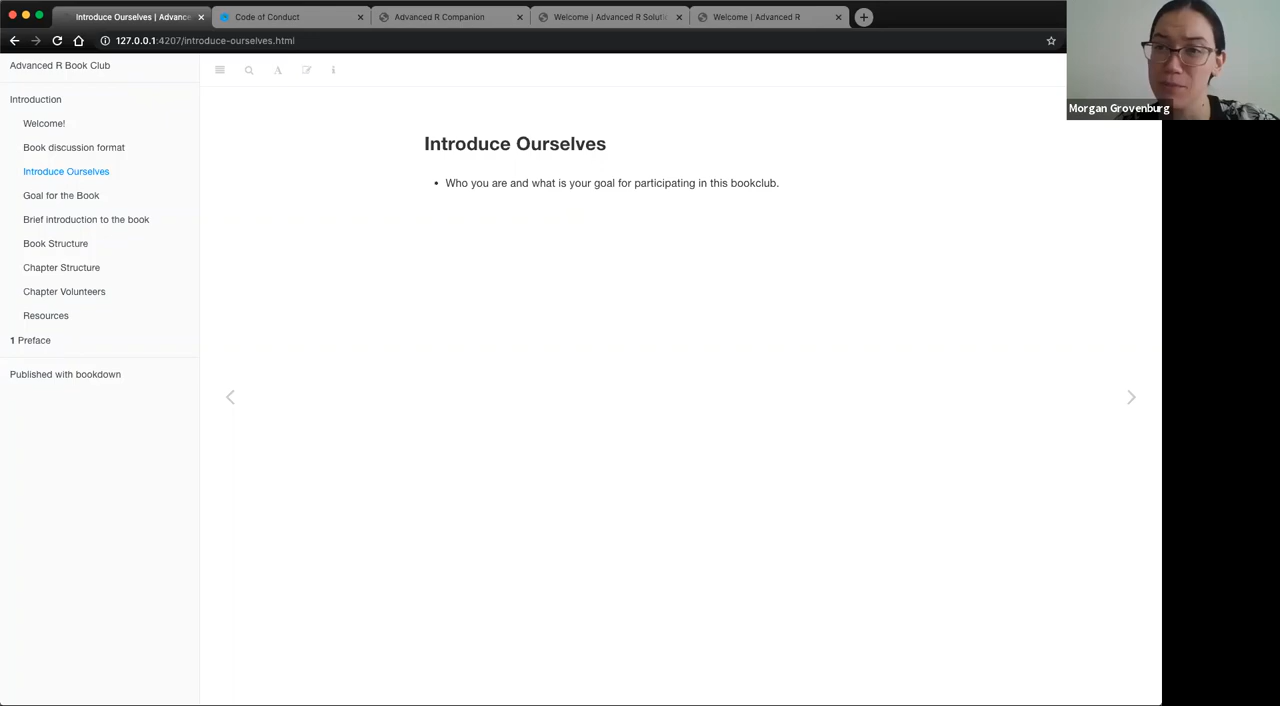 Introduce Ourselves | Advance
Code of Conduct
Advanced R Companion
Welcome | Advanced R Soluti
Welcome | Advanced R
127.0.0.1:4207/introduce-ourselves.html
Advanced R Book Club
Introduction
Welcome!
Book discussion format
Introduce Ourselves
Goal for the Book
Brief introduction to the book
Book Structure
Chapter Structure
Chapter Volunteers
Resources
1 Preface
Published with bookdown
Introduce Ourselves
• Who you are and what is your goal for participating in this bookclub.
Morgan Grovenburg